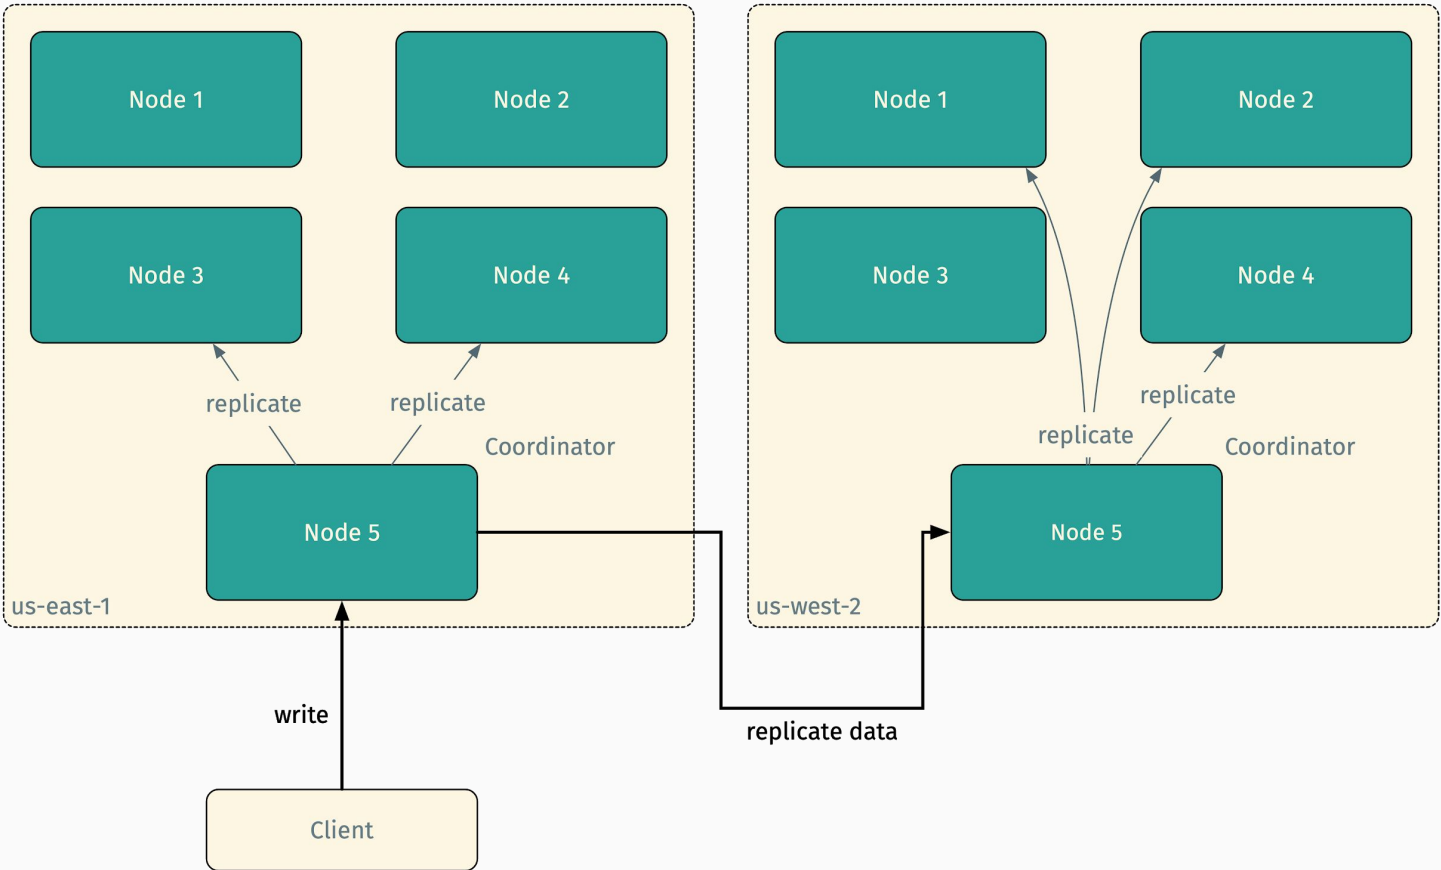 Node 1
Node 2
Node 3
Node 4
replicate
replicate
Coordinator
Node 5
us-east-1
Node 1
Node 2
Node 3
Node 4
replicate
replicate
Coordinator
Node 5
us-west-2
write
replicate data
Client